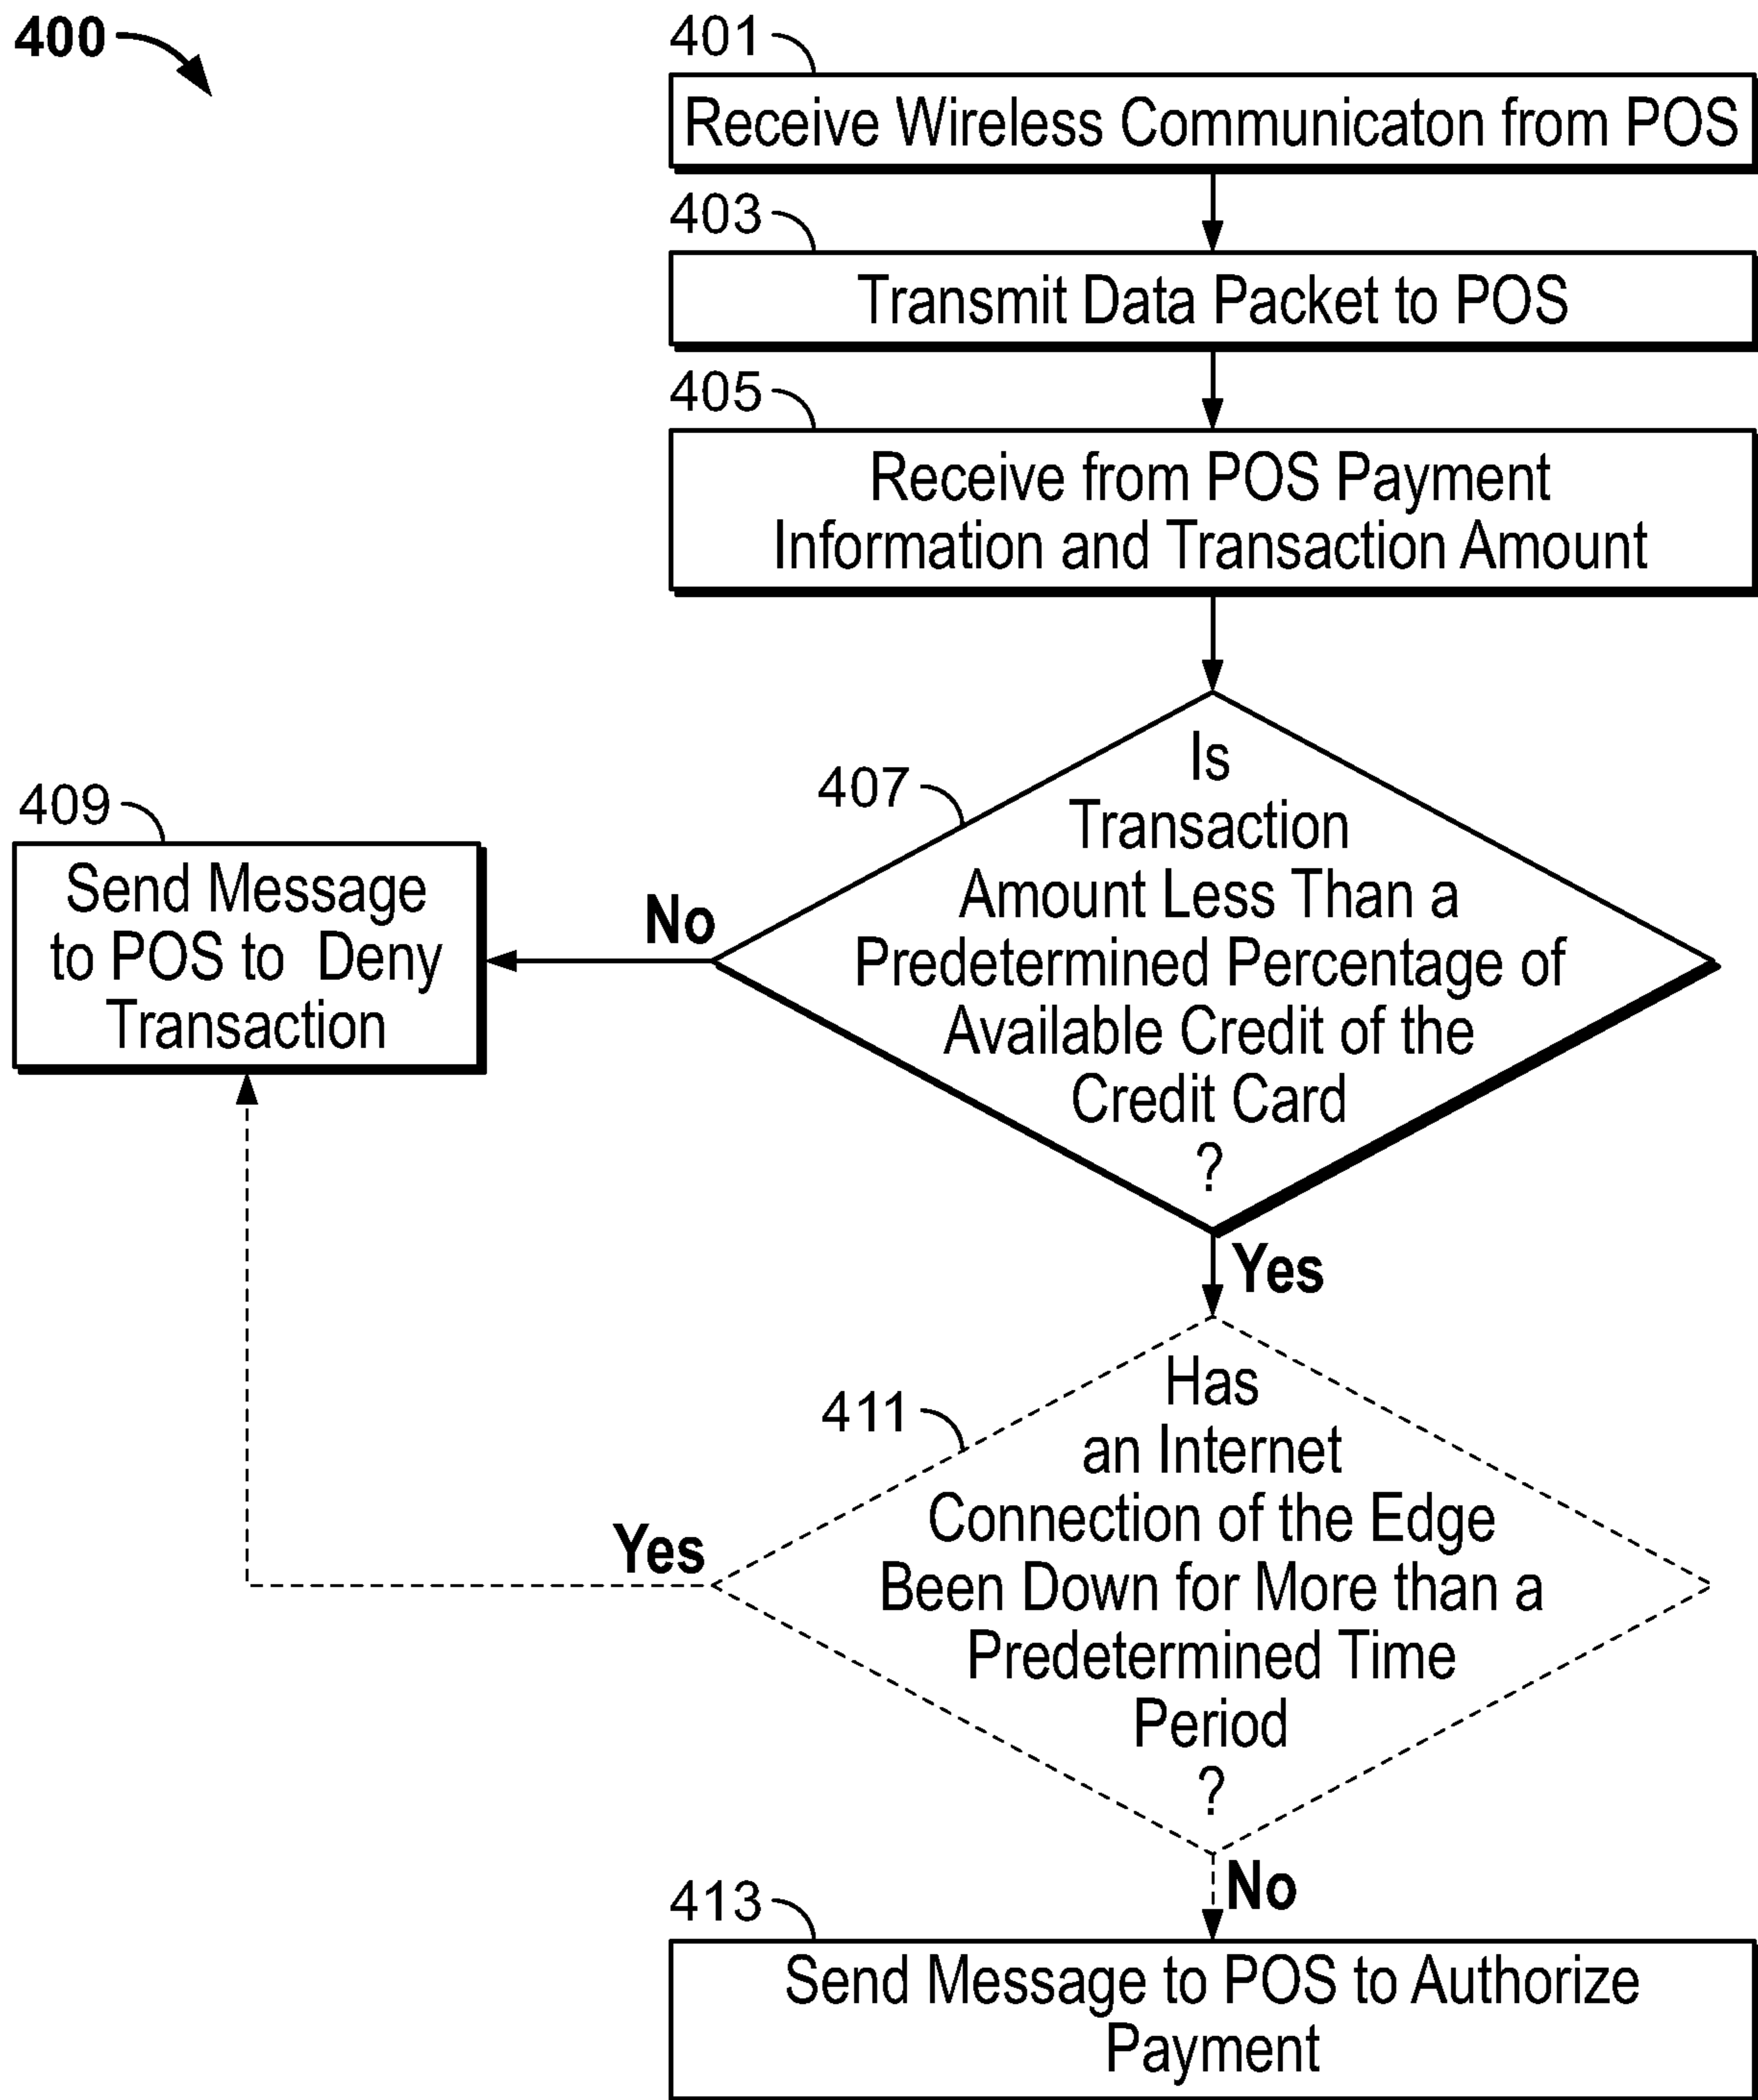 400
401
Receive Wireless Communicaton from POS
403
Transmit Data Packet to POS
405
Receive from POS Payment
Information and Transaction Amount
407
Is
Transaction
Amount Less Than a
Predetermined Percentage of
Available Credit of the
Credit Card
?
No
409
Send Message
to POS to Deny
Transaction
Yes
411
Has
an Internet
Connection of the Edge
Been Down for More than a
Predetermined Time
Period
?
Yes
No
413
Send Message to POS to Authorize
Payment